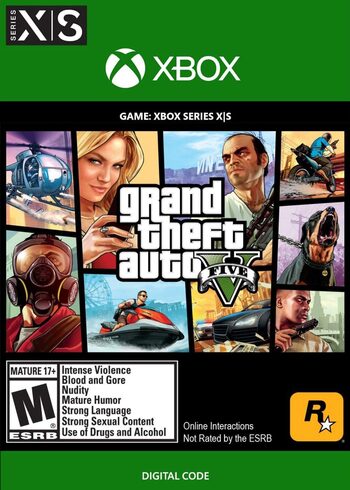 SERIES X|S
XBOX
GAME: XBOX SERIES X|S
grand
theft
auto
V
FIVE
MATURE 17+
M
ESRB
Intense Violence
Blood and Gore
Nudity
Mature Humor
Strong Language
Strong Sexual Content
Use of Drugs and Alcohol
Online Interactions
Not Rated by the ESRB
R
DIGITAL CODE